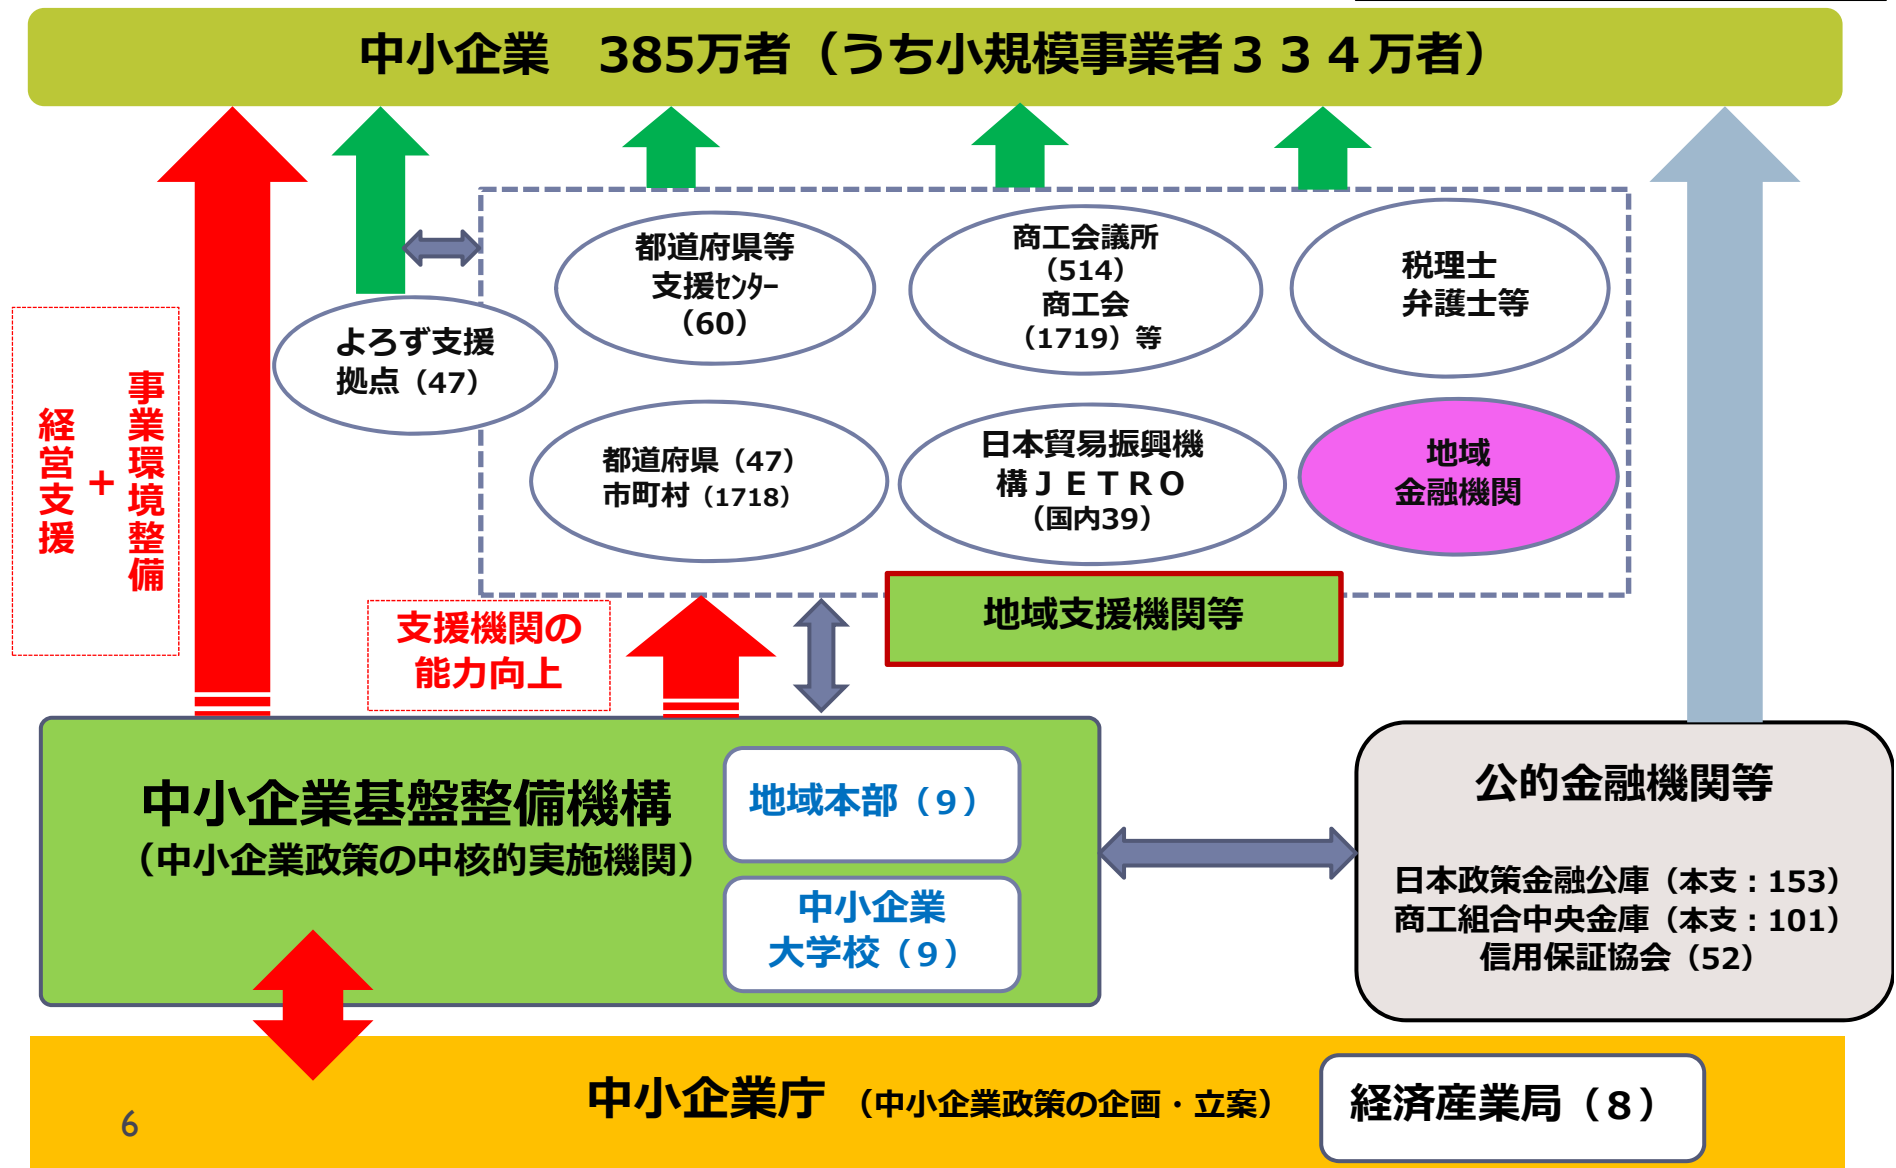 中小企業　385万者（うち小規模事業者３３４万者）
都道府県等
支援ｾﾝﾀｰ
（60）
商工会議所
（514）
商工会
（1719）等
税理士
弁護士等
よろず支援
拠点（47）
事業環境整備
+
経営支援
都道府県（47）
市町村（1718）
日本貿易振興機
構ＪＥＴＲＯ
（国内39）
地域
金融機関
支援機関の
能力向上
地域支援機関等
中小企業基盤整備機構
（中小企業政策の中核的実施機関）
地域本部（９）
中小企業
大学校（９）
公的金融機関等
日本政策金融公庫（本支：153）
商工組合中央金庫（本支：101）
信用保証協会（52）
中小企業庁　（中小企業政策の企画・立案）
経済産業局（８）
6